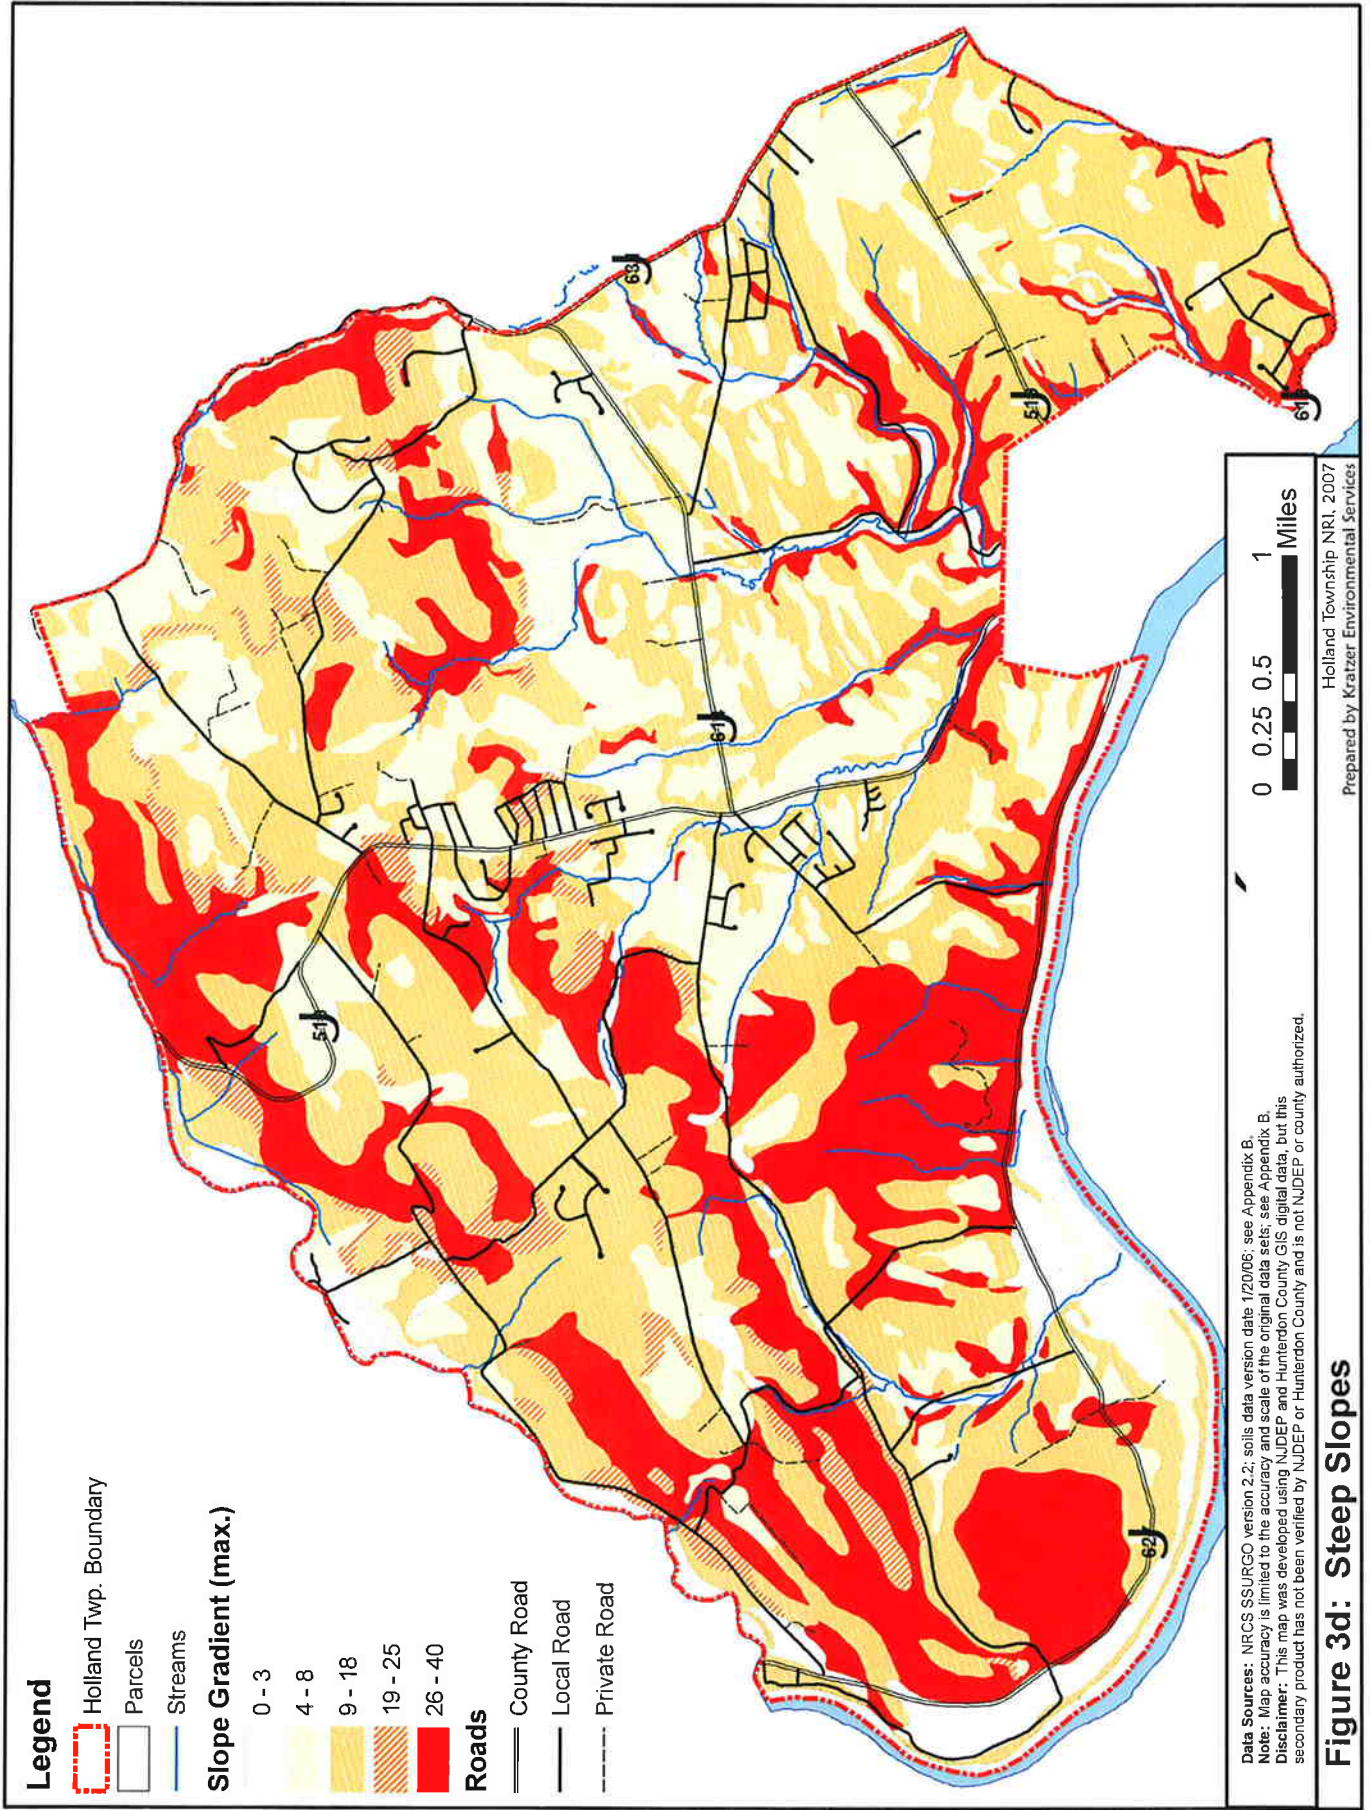 Legend
Holland Twp. Boundary
Parcels
Streams
Slope Gradient (max.)
0 - 3
4 - 8
9 - 18
19 - 25
26 - 40
Roads
County Road
Local Road
Private Road
519
614
519
614
627
0 0.25 0.5 1
Miles
Data Sources: NRCS SSURGO version 2.2; soils data version date 1/20/06; see Appendix B.
Note: Map accuracy is limited to the accuracy and scale of the original data sets; see Appendix B.
Disclaimer: This map was developed using NJDEP and Hunterdon County GIS digital data, but this
secondary product has not been verified by NJDEP or Hunterdon County and is not NJDEP or county authorized.
Figure 3d: Steep Slopes
Holland Township NRI, 2007
Prepared by Kratzer Environmental Services